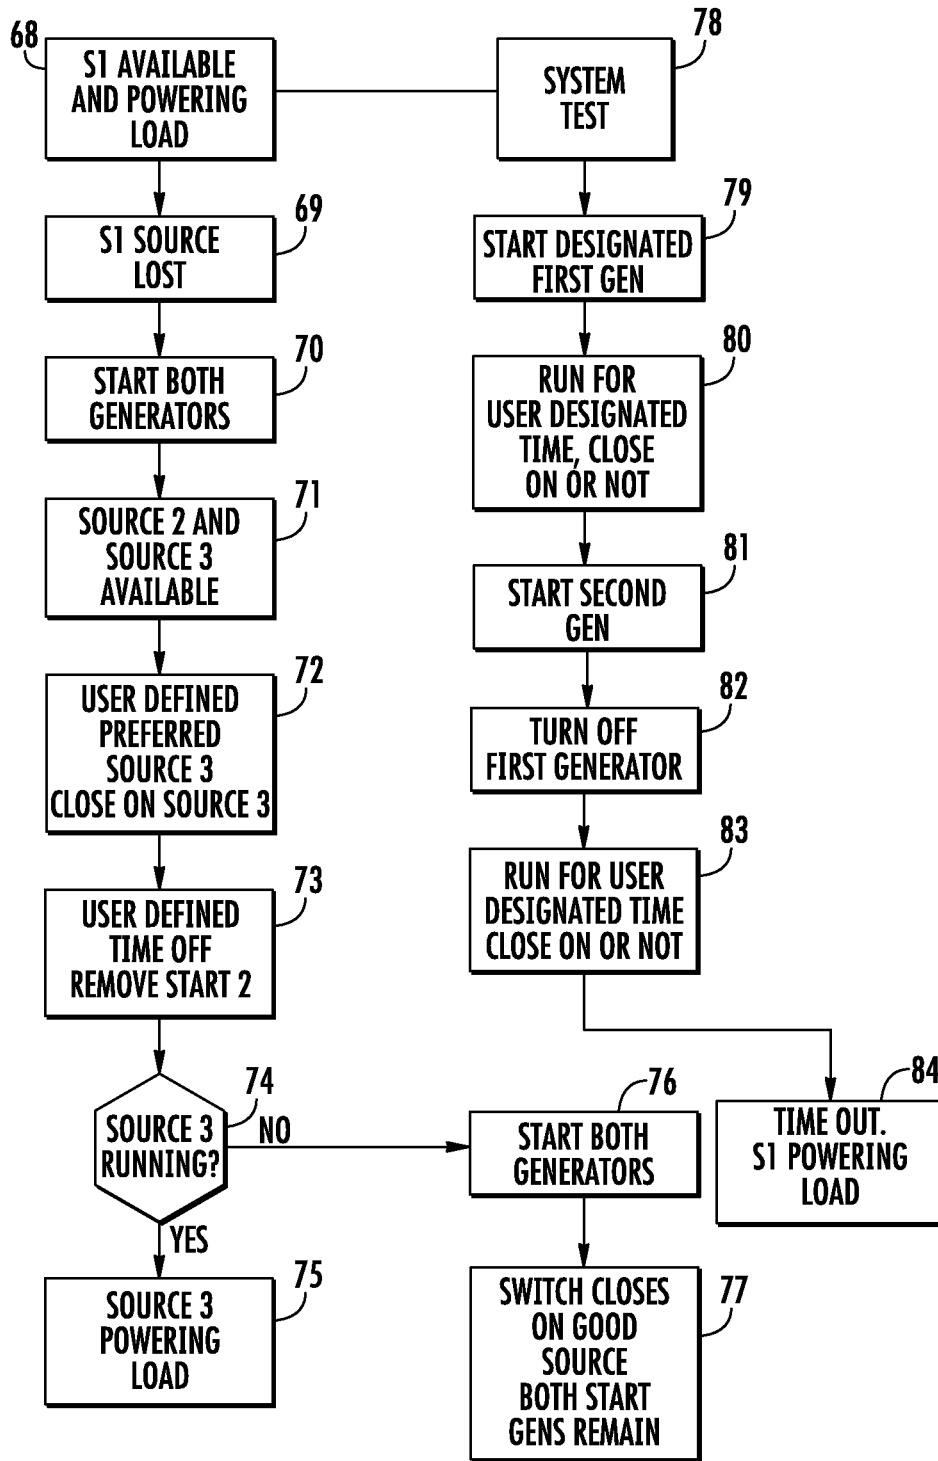 68
S1 AVAILABLE
AND POWERING
LOAD
69
S1 SOURCE
LOST
70
START BOTH
GENERATORS
71
SOURCE 2 AND
SOURCE 3
AVAILABLE
72
USER DEFINED
PREFERRED
SOURCE 3
CLOSE ON SOURCE 3
73
USER DEFINED
TIME OFF
REMOVE START 2
74
SOURCE 3
RUNNING?
NO
YES
75
SOURCE 3
POWERING
LOAD
76
START BOTH
GENERATORS
77
SWITCH CLOSES
ON GOOD
SOURCE
BOTH START
GENS REMAIN
78
SYSTEM
TEST
79
START DESIGNATED
FIRST GEN
80
RUN FOR
USER DESIGNATED
TIME, CLOSE
ON OR NOT
81
START SECOND
GEN
82
TURN OFF
FIRST GENERATOR
83
RUN FOR USER
DESIGNATED TIME
CLOSE ON OR NOT
84
TIME OUT.
S1 POWERING
LOAD